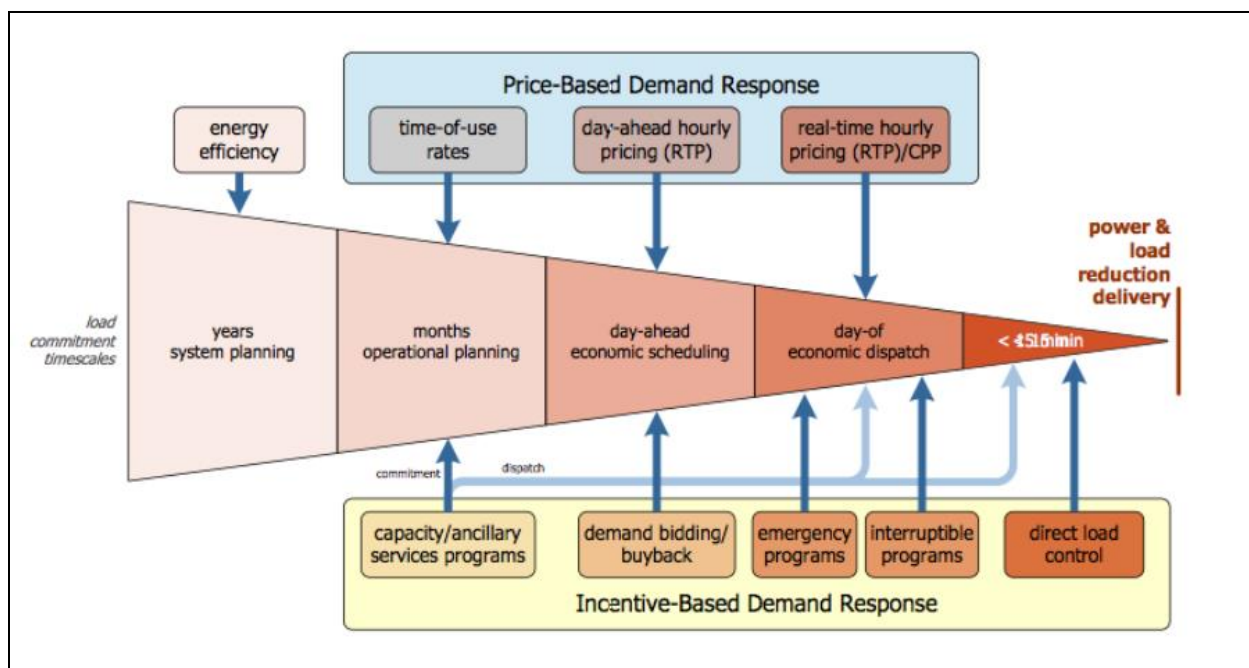 Price-Based Demand Response
energy
efficiency
time-of-use
rates
day-ahead hourly
pricing (RTP)
real-time hourly
pricing (RTP)/CPP
power &
load
reduction
delivery
load
commitment
timescales
years
system planning
months
operational planning
day-ahead
economic scheduling
day-of
economic dispatch
commitment
dispatch
capacity/ancillary
services programs
demand bidding/
buyback
emergency
programs
interruptible
programs
direct load
control
Incentive-Based Demand Response